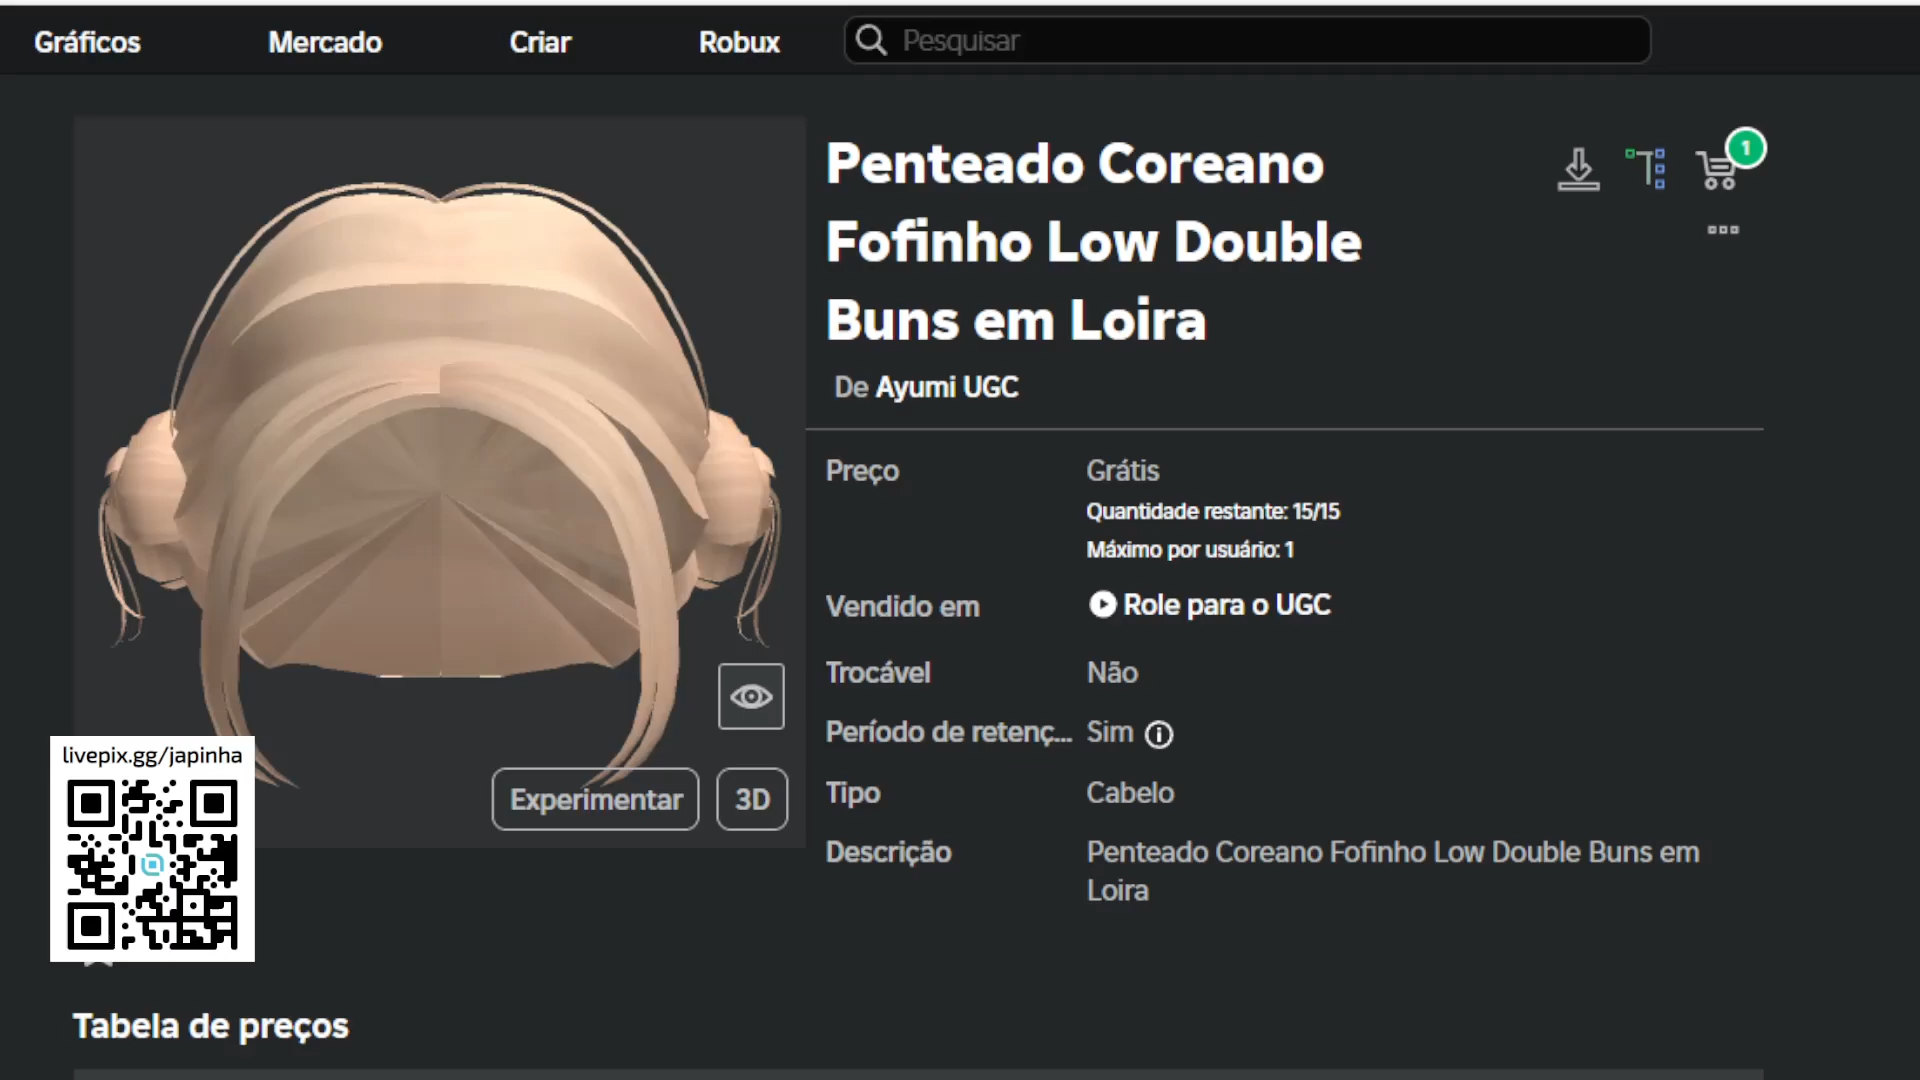 Gráficos
Mercado
Criar
Robux
Pesquisar
Penteado Coreano
Fofinho Low Double
Buns em Loira
1
De Ayumi UGC
Preço
Grátis
Quantidade restante: 15/15
Máximo por usuário: 1
Vendido em
Role para o UGC
Trocável
Não
Período de retenç...
Sim
Tipo
Cabelo
Descrição
Penteado Coreano Fofinho Low Double Buns em
Loira
Experimentar
3D
livepix.gg/japinha
Tabela de preços